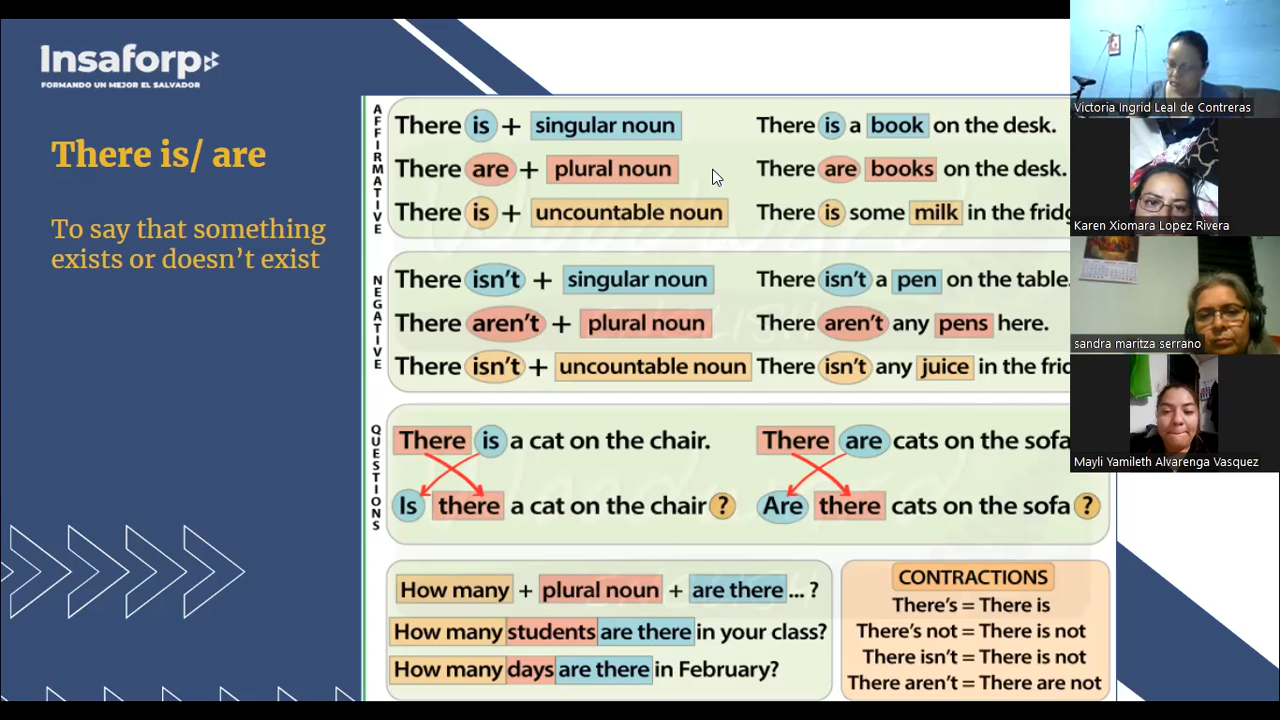 Insaforp
FORMANDO UN MEJOR EL SALVADOR
There is/ are
To say that something
exists or doesn't exist
AFFIRMATIVE
There is + singular noun
There is a book on the desk.
There are + plural noun
There are books on the desk.
There is + uncountable noun
There is some milk in the fridg
NEGATIVE
There isn't + singular noun
There isn't a pen on the table.
There aren't + plural noun
There aren't any pens here.
There isn't + uncountable noun
There isn't any juice in the frid
QUESTIONS
There is a cat on the chair.
There are cats on the sofa
Is there a cat on the chair ?
Are there cats on the sofa ?
How many + plural noun + are there ... ?
How many students are there in your class?
How many days are there in February?
CONTRACTIONS
There's = There is
There's not = There is not
There isn't = There is not
There aren't = There are not
Victoria Ingrid Leal de Contreras
Karen Xiomara Lopez Rivera
sandra maritza serrano
Mayli Yamileth Alvarenga Vasquez